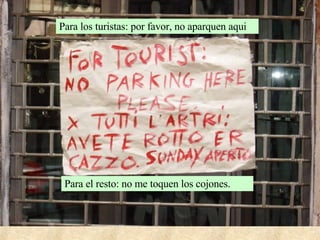 Para los turistas: por favor, no aparquen aqui
FOR TOURIST:
NO PARKING HERE
PLEASE.
X TUTTI L'ARTRI:
AVETE ROTTO ER
CAZZO. SUNDAY APERTO
Para el resto: no me toquen los cojones.